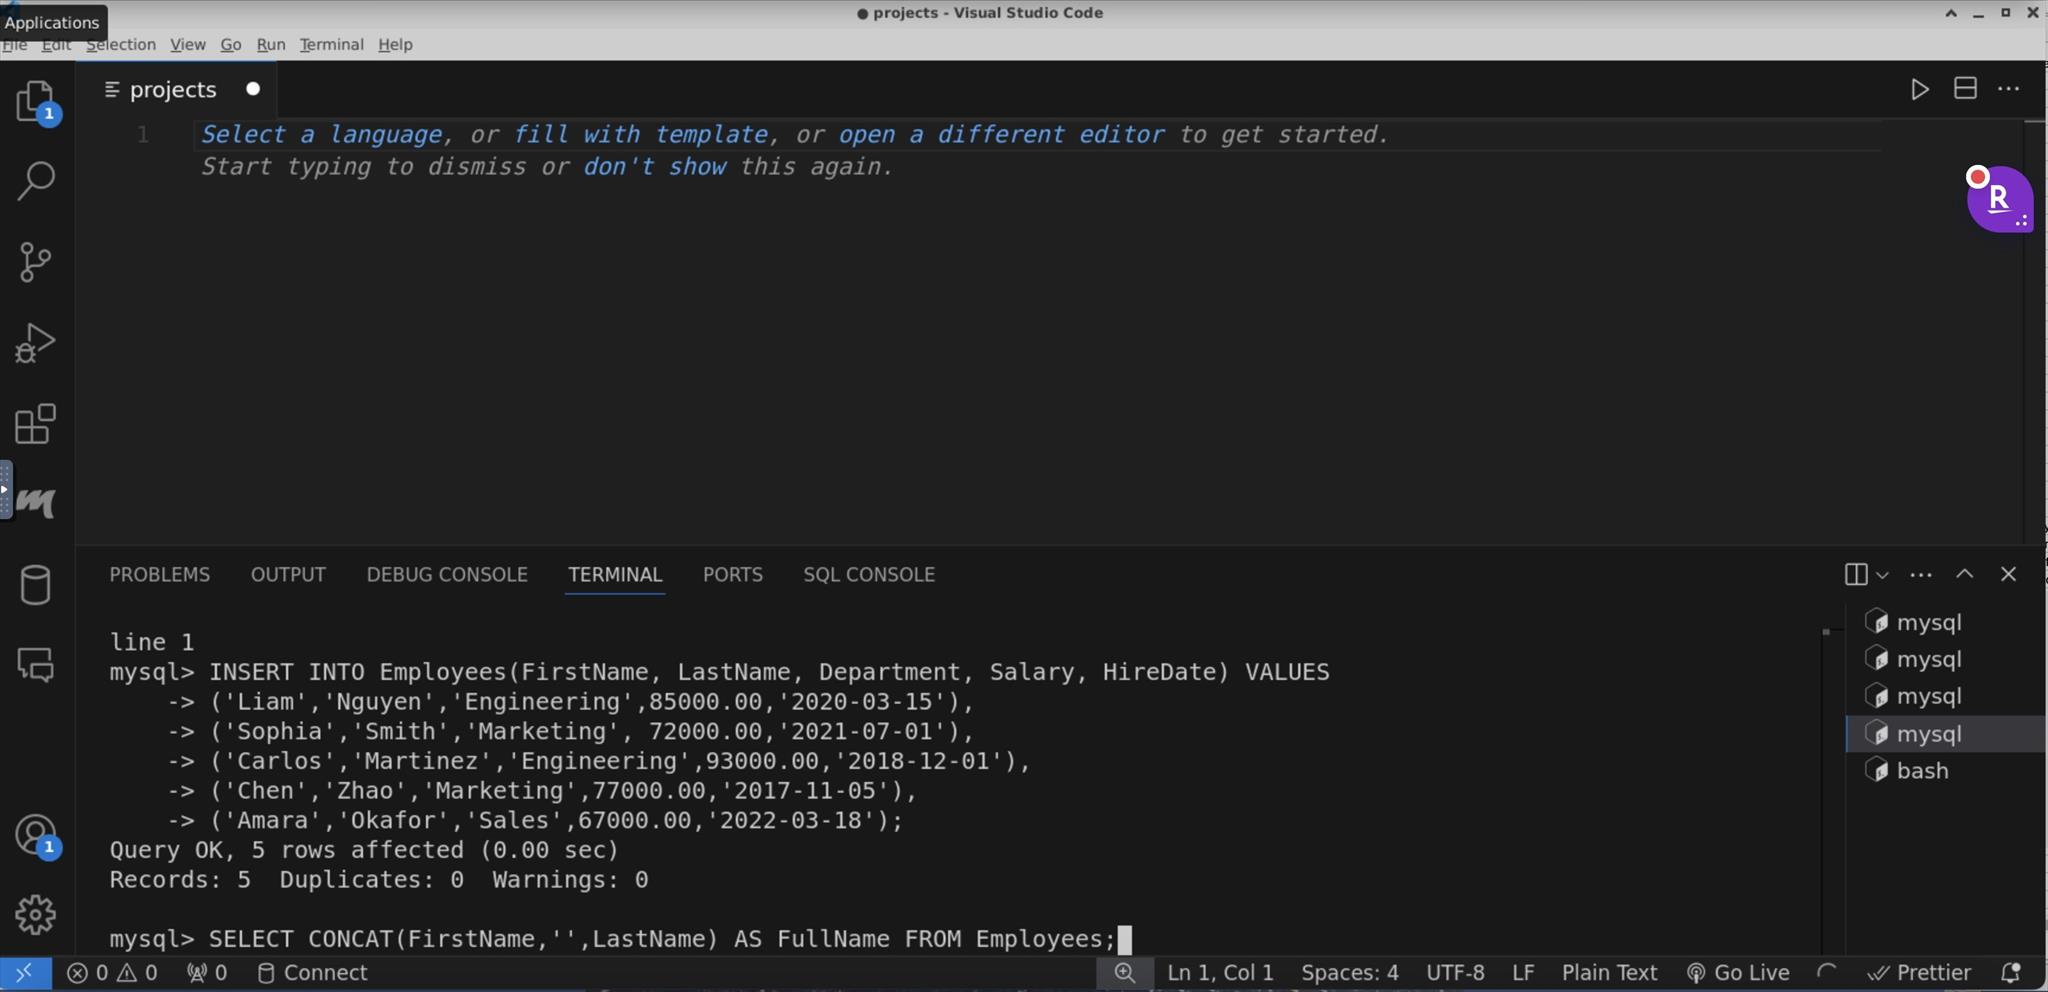 Applications
● projects - Visual Studio Code
File Edit Selection View Go Run Terminal Help
projects
1
1 Select a language, or fill with template, or open a different editor to get started.
Start typing to dismiss or don't show this again.
R
PROBLEMS OUTPUT DEBUG CONSOLE TERMINAL PORTS SQL CONSOLE
line 1
mysql> INSERT INTO Employees(FirstName, LastName, Department, Salary, HireDate) VALUES
-> ('Liam','Nguyen','Engineering',85000.00,'2020-03-15'),
-> ('Sophia','Smith','Marketing', 72000.00,'2021-07-01'),
-> ('Carlos','Martinez','Engineering',93000.00,'2018-12-01'),
-> ('Chen','Zhao','Marketing',77000.00,'2017-11-05'),
-> ('Amara','Okafor','Sales',67000.00,'2022-03-18');
Query OK, 5 rows affected (0.00 sec)
Records: 5 Duplicates: 0 Warnings: 0
mysql> SELECT CONCAT(FirstName,'',LastName) AS FullName FROM Employees;
mysql
mysql
mysql
mysql
bash
1
0 0 0 Connect Ln 1, Col 1 Spaces: 4 UTF-8 LF Plain Text Go Live Prettier